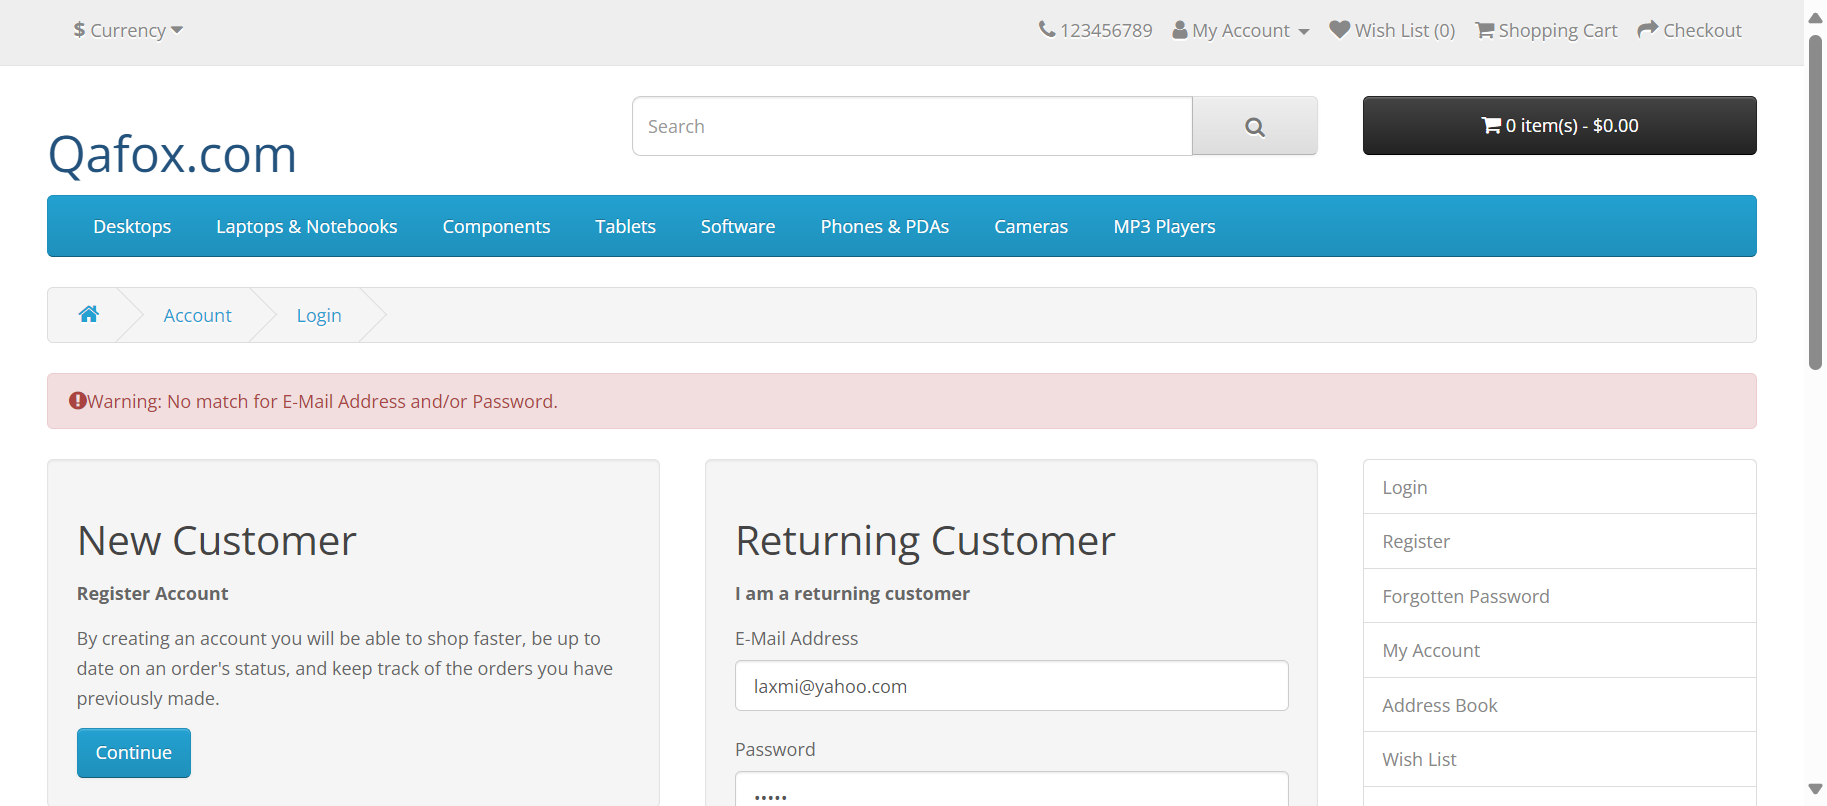 $ Currency
123456789 My Account Wish List (0) Shopping Cart Checkout
Qafox.com
Search
0 item(s) - $0.00
Desktops Laptops & Notebooks Components Tablets Software Phones & PDAs Cameras MP3 Players
Account Login
Warning: No match for E-Mail Address and/or Password.
New Customer
Register Account
By creating an account you will be able to shop faster, be up to
date on an order's status, and keep track of the orders you have
previously made.
Continue
Returning Customer
I am a returning customer
E-Mail Address
laxmi@yahoo.com
Password
•••••
Login
Register
Forgotten Password
My Account
Address Book
Wish List